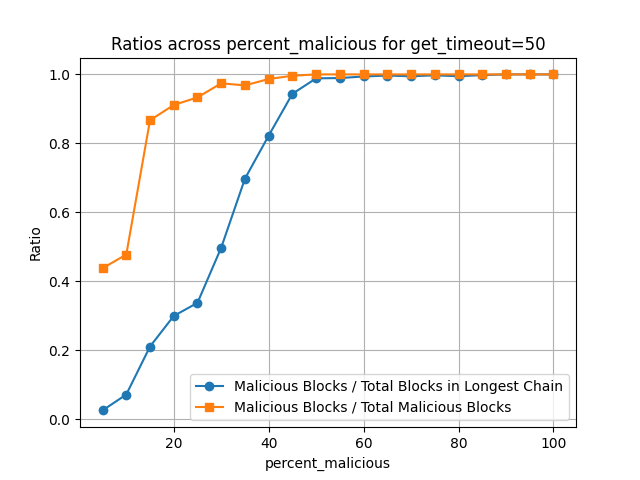 Ratios across percent_malicious for get_timeout=50
1.0
0.8
0.6
0.4
0.2
0.0
Ratio
Malicious Blocks / Total Blocks in Longest Chain
Malicious Blocks / Total Malicious Blocks
20 40 60 80 100
percent_malicious